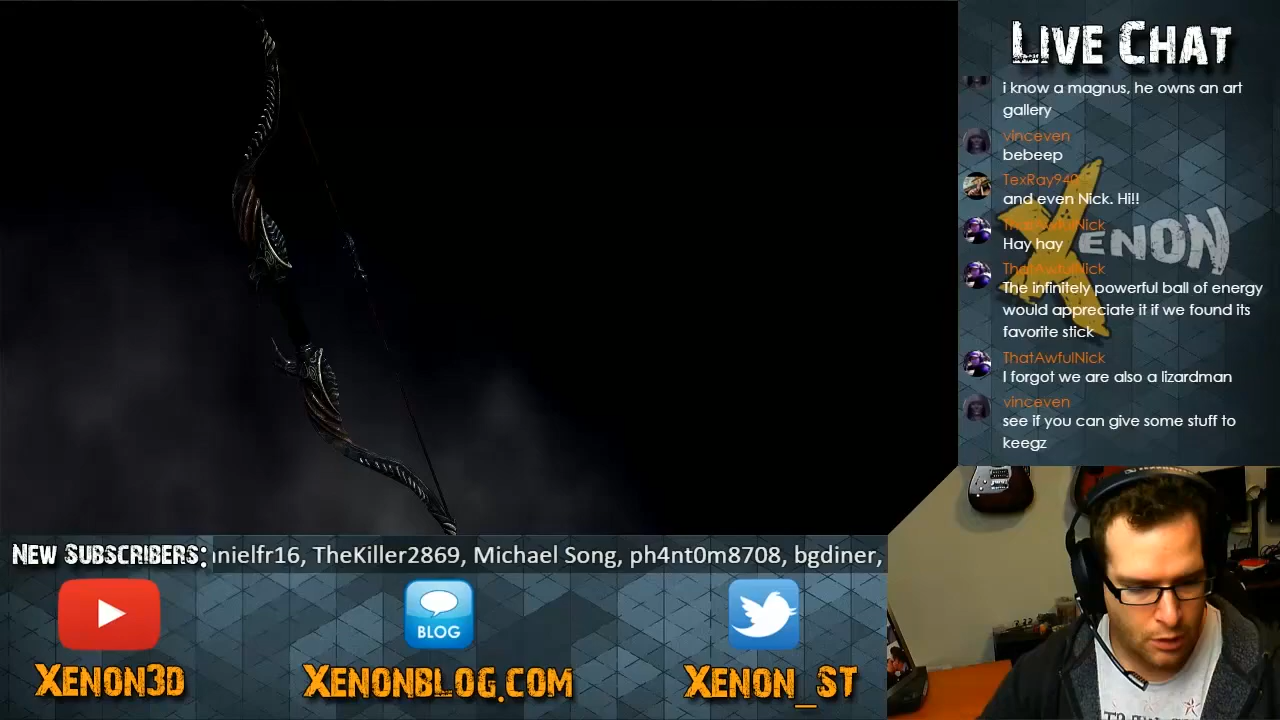 LIVE CHAT
i know a magnus, he owns an art
gallery
vinceven
bebeep
TexRay940
and even Nick. Hi!!
ThatAwfulNick
Hay hay
XENON
ThatAwfulNick
The infinitely powerful ball of energy
would appreciate it if we found its
favorite stick
ThatAwfulNick
I forgot we are also a lizardman
vinceven
see if you can give some stuff to
keegz
NEW SUBSCRIBERS: nielfr16, TheKiller2869, Michael Song, ph4nt0m8708, bgdiner,
BLOG
XENON3D
XENONBLOG.COM
XENON_ST